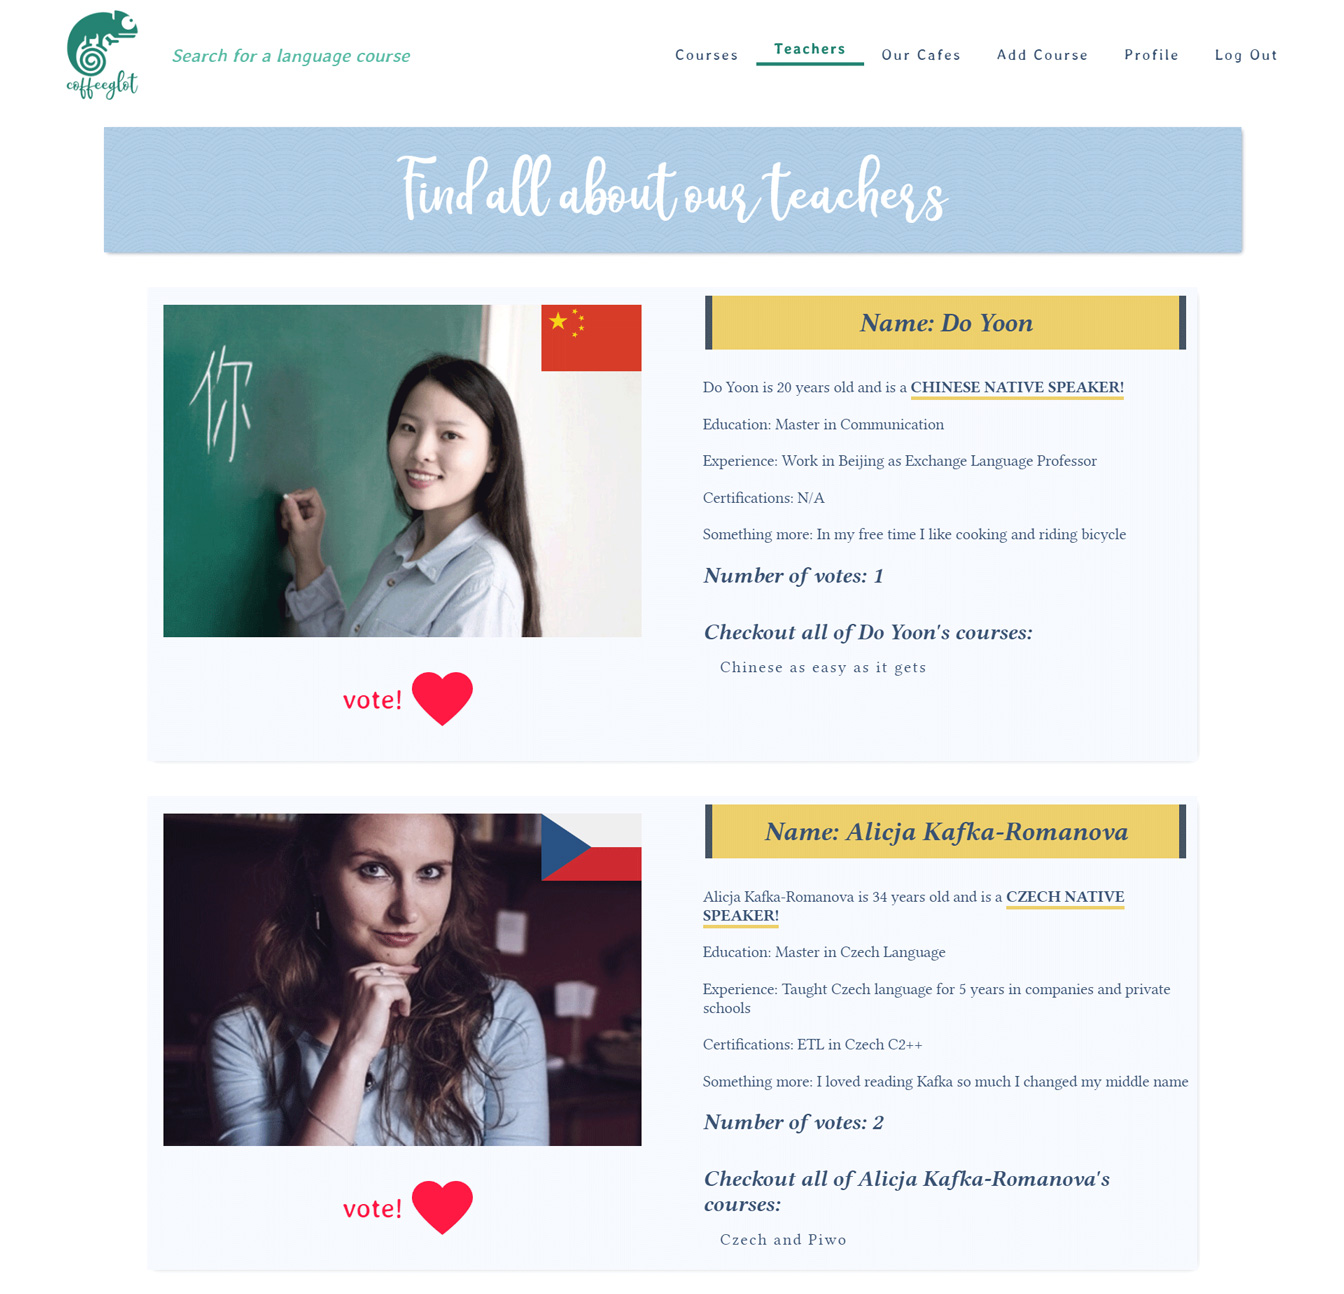 coffeeglot
Search for a language course
Courses
Teachers
Our Cafes
Add Course
Profile
Log Out
Find all about our teachers
你
vote!
Name: Do Yoon
Do Yoon is 20 years old and is a CHINESE NATIVE SPEAKER!
Education: Master in Communication
Experience: Work in Beijing as Exchange Language Professor
Certifications: N/A
Something more: In my free time I like cooking and riding bicycle
Number of votes: 1
Checkout all of Do Yoon's courses:
Chinese as easy as it gets
vote!
Name: Alicja Kafka-Romanova
Alicja Kafka-Romanova is 34 years old and is a CZECH NATIVE
SPEAKER!
Education: Master in Czech Language
Experience: Taught Czech language for 5 years in companies and private
schools
Certifications: ETL in Czech C2++
Something more: I loved reading Kafka so much I changed my middle name
Number of votes: 2
Checkout all of Alicja Kafka-Romanova's
courses:
Czech and Piwo